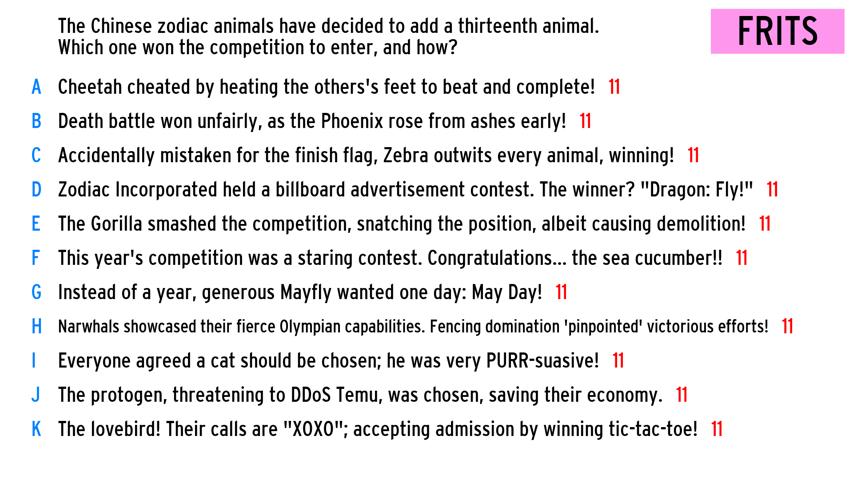 The Chinese zodiac animals have decided to add a thirteenth animal.
Which one won the competition to enter, and how?
FRITS
A Cheetah cheated by heating the others's feet to beat and complete! 11
B Death battle won unfairly, as the Phoenix rose from ashes early! 11
C Accidentally mistaken for the finish flag, Zebra outwits every animal, winning! 11
D Zodiac Incorporated held a billboard advertisement contest. The winner? "Dragon: Fly!" 11
E The Gorilla smashed the competition, snatching the position, albeit causing demolition! 11
F This year's competition was a staring contest. Congratulations... the sea cucumber!! 11
G Instead of a year, generous Mayfly wanted one day: May Day! 11
H Narwhals showcased their fierce Olympian capabilities. Fencing domination 'pinpointed' victorious efforts! 11
I Everyone agreed a cat should be chosen; he was very PURR-suasive! 11
J The protogen, threatening to DDoS Temu, was chosen, saving their economy. 11
K The lovebird! Their calls are "XOXO"; accepting admission by winning tic-tac-toe! 11